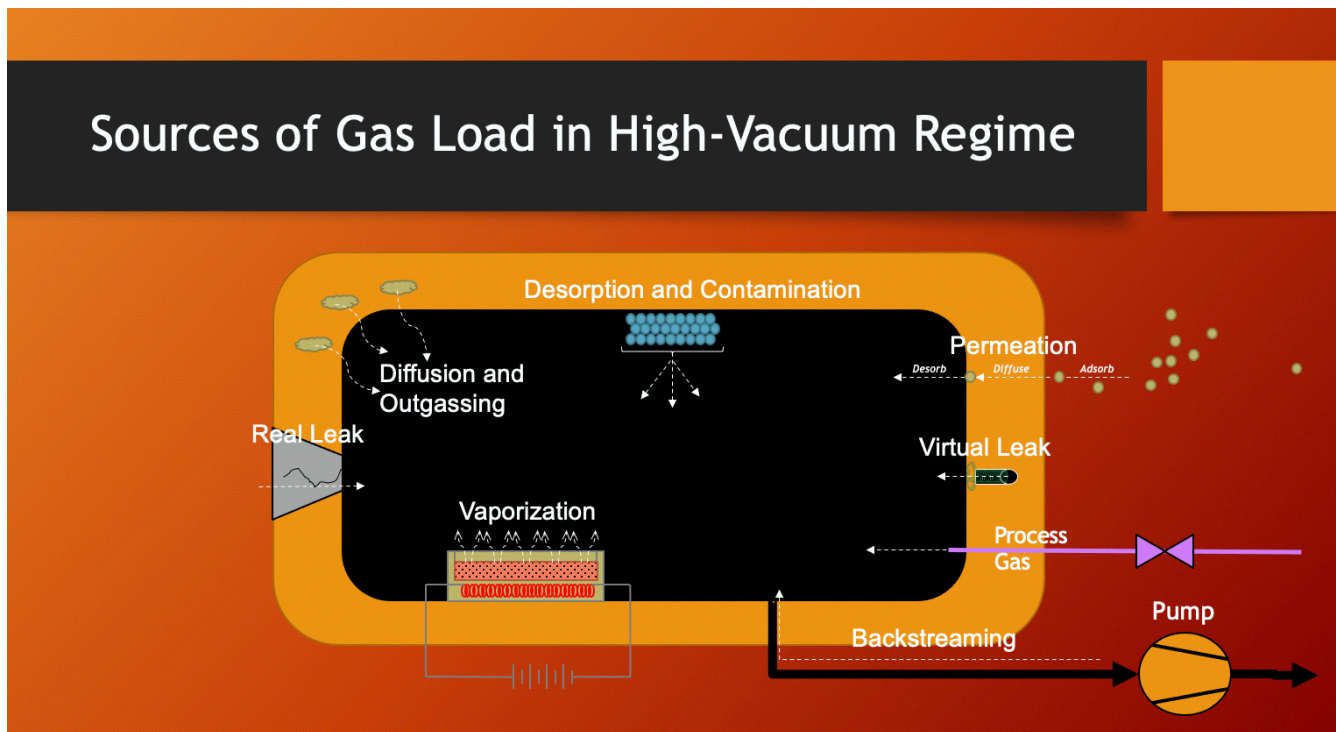 Sources of Gas Load in High-Vacuum Regime
Desorption and Contamination
Permeation
Desorb
Diffuse
Adsorb
Diffusion and
Outgassing
Real Leak
Virtual Leak
Vaporization
Process
Gas
Pump
Backstreaming